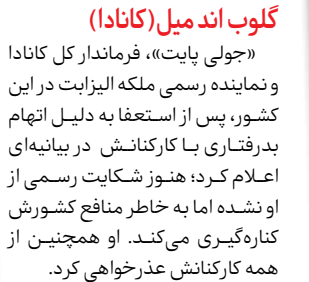 گلوب اند میل(کانادا)
«جولی پایت»، فرماندار کل کانادا
و نماینده رسمی ملکه الیزابت در این
کشور، پس از استعفا به دلیل اتهام
بدرفتاری با کارکنانش در بیانیه‌ای
اعلام کرد؛ هنوز شکایت رسمی از
او نشده اما به خاطر منافع کشورش
کناره‌گیری می‌کند. او همچنین از
همه کارکنانش عذرخواهی کرد.